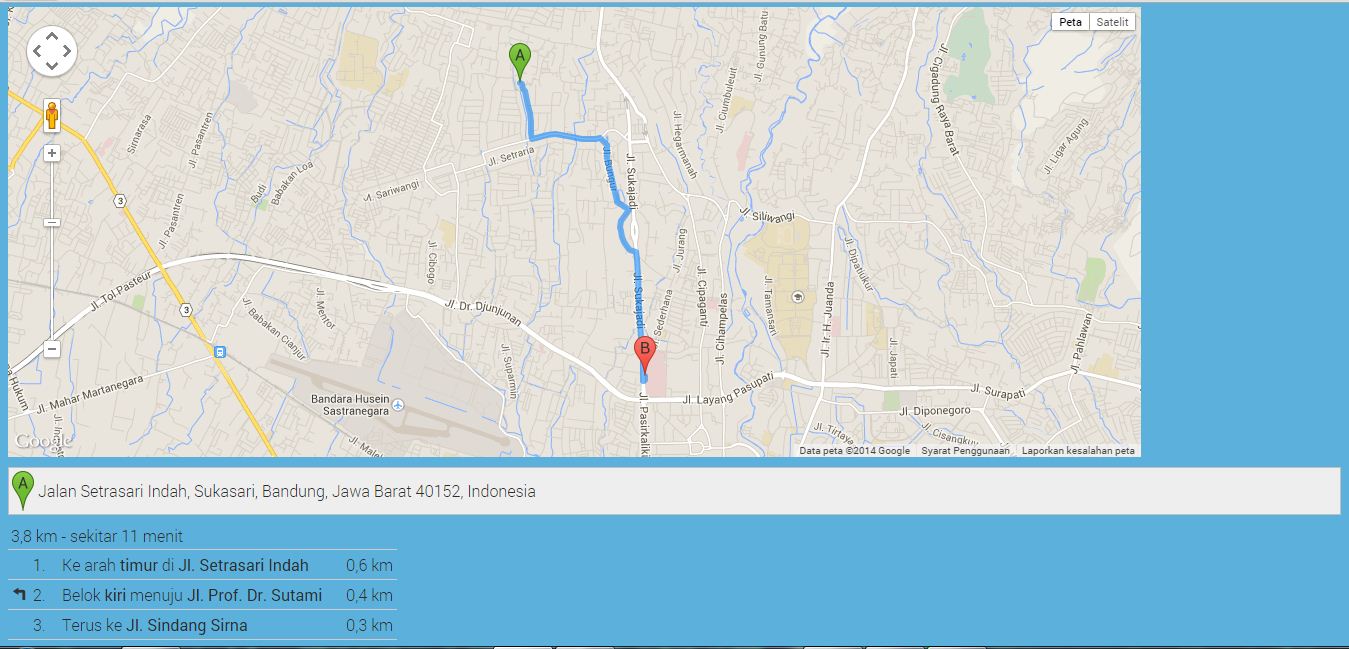 Peta Satelit
A
B
Jl. Gunung Batu
Jl. Cigadung Raya Barat
Jl. Ciumbuleuit
Jl. Hegarmanah
Jl. Ligar Agung
Sirnarasa
Jl. Pasantren
Jl. Setraria
Jl. Bungur
Jl. Sukajadi
Budi
Babakan Loa
Jl. Sariwangi
3
Jl. Pasantren
Jl. Siliwangi
Jl. Cibogo
Jl. Jurang
Jl. Dipatiukur
Jl. Tol Pasteur
Jl. Sukajadi
Jl. Cipaganti
Jl. Tamansari
3
Jl. Mentor
Jl. Dr. Djunjunan
Jl. Sederhana
Jl. Cihampelas
Jl. Ir. H. Juanda
Jl. Babakan Cianjur
Jl. Pahlawan
Jl. Japati
Jl. Suparmin
Jl. Mahar Martanegara
Bandara Husein
Sastranegara
Jl. Layang Pasupati
Jl. Surapati
Jl. Pasirkaliki
Jl. Diponegoro
Jl. Tirtaya
Jl. Cisangkuy
Google
Data peta ©2014 Google Syarat Penggunaan Laporkan kesalahan peta
A Jalan Setrasari Indah, Sukasari, Bandung, Jawa Barat 40152, Indonesia
3,8 km - sekitar 11 menit
1. Ke arah timur di Jl. Setrasari Indah 0,6 km
2. Belok kiri menuju Jl. Prof. Dr. Sutami 0,4 km
3. Terus ke Jl. Sindang Sirna 0,3 km